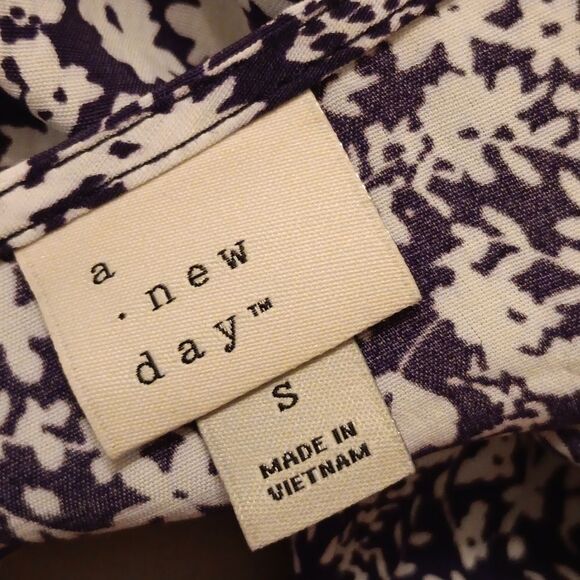 a
. new
day™
S
MADE IN
VIETNAM